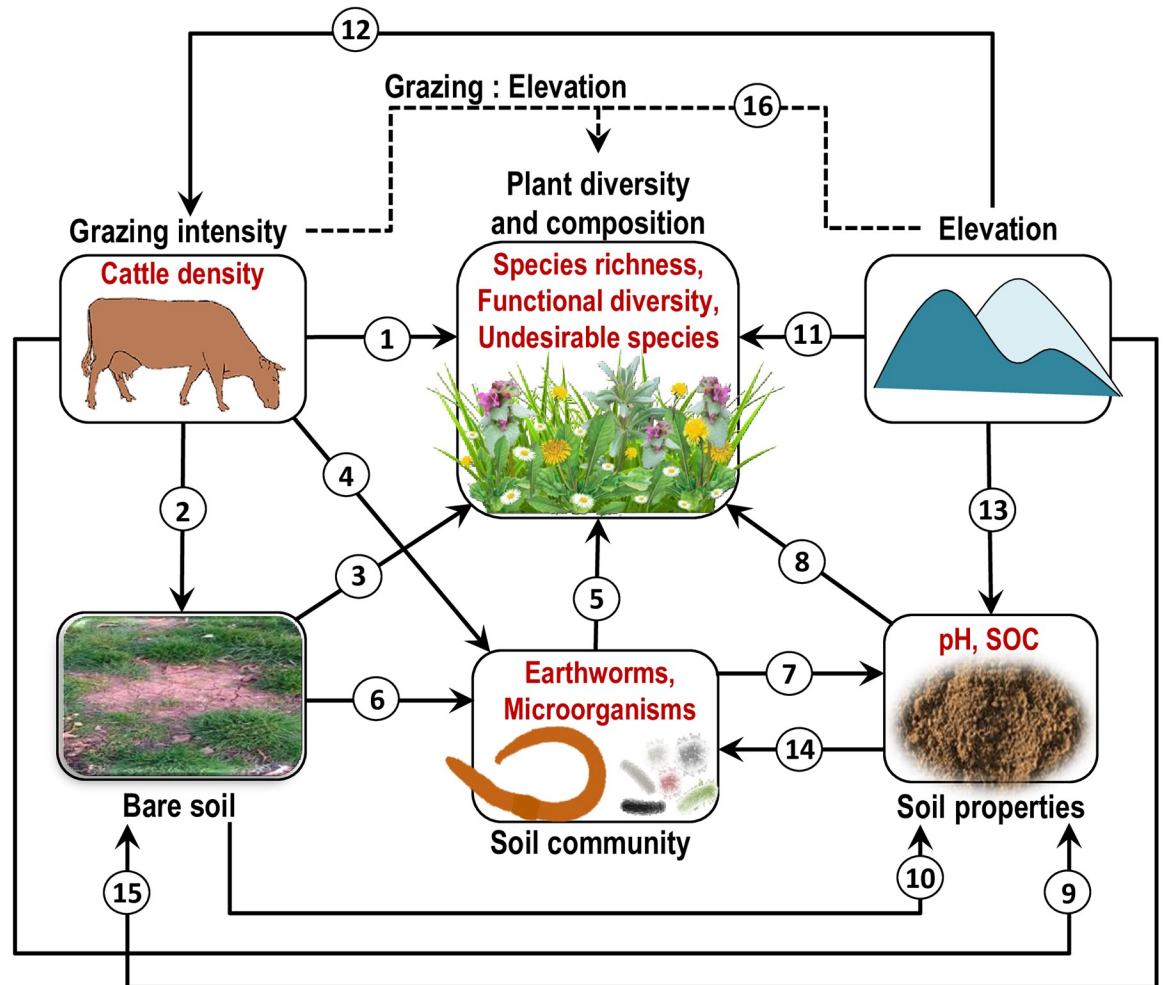 12
Grazing : Elevation
16
Plant diversity
and composition
Grazing intensity
Elevation
Cattle density
Species richness,
Functional diversity,
Undesirable species
1
11
4
2
13
3
8
5
pH, SOC
Earthworms,
Microorganisms
6
7
14
Bare soil
Soil properties
Soil community
15
10
9